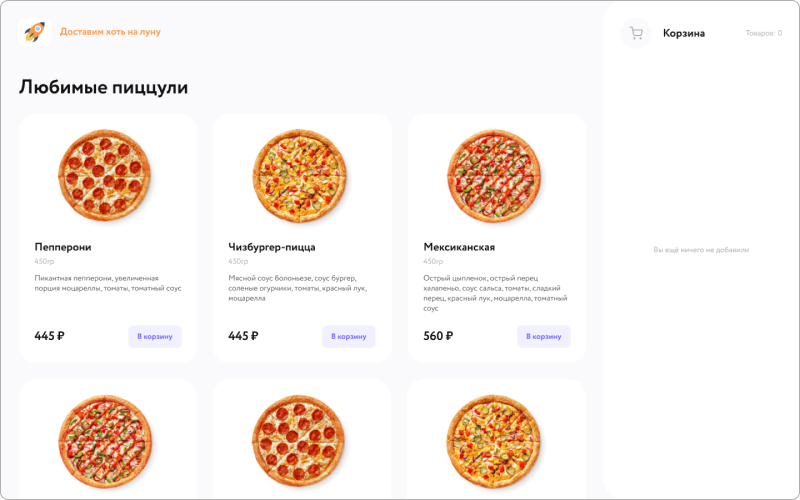 Доставим хоть на луну
Корзина
Товаров: 0
Любимые пиццули
Пепперони
450гр
Пикантная пепперони, увеличенная
порция моцареллы, томаты, томатный соус
445 ₽
В корзину
Чизбургер-пицца
450гр
Мясной соус болоньезе, соус бургер,
соленые огурчики, томаты, красный лук,
моцарелла
445 ₽
В корзину
Мексиканская
450гр
Острый цыпленок, острый перец
халапеньо, соус сальса, томаты, сладкий
перец, красный лук, моцарелла, томатный
соус
560 ₽
В корзину
Вы ещё ничего не добавили